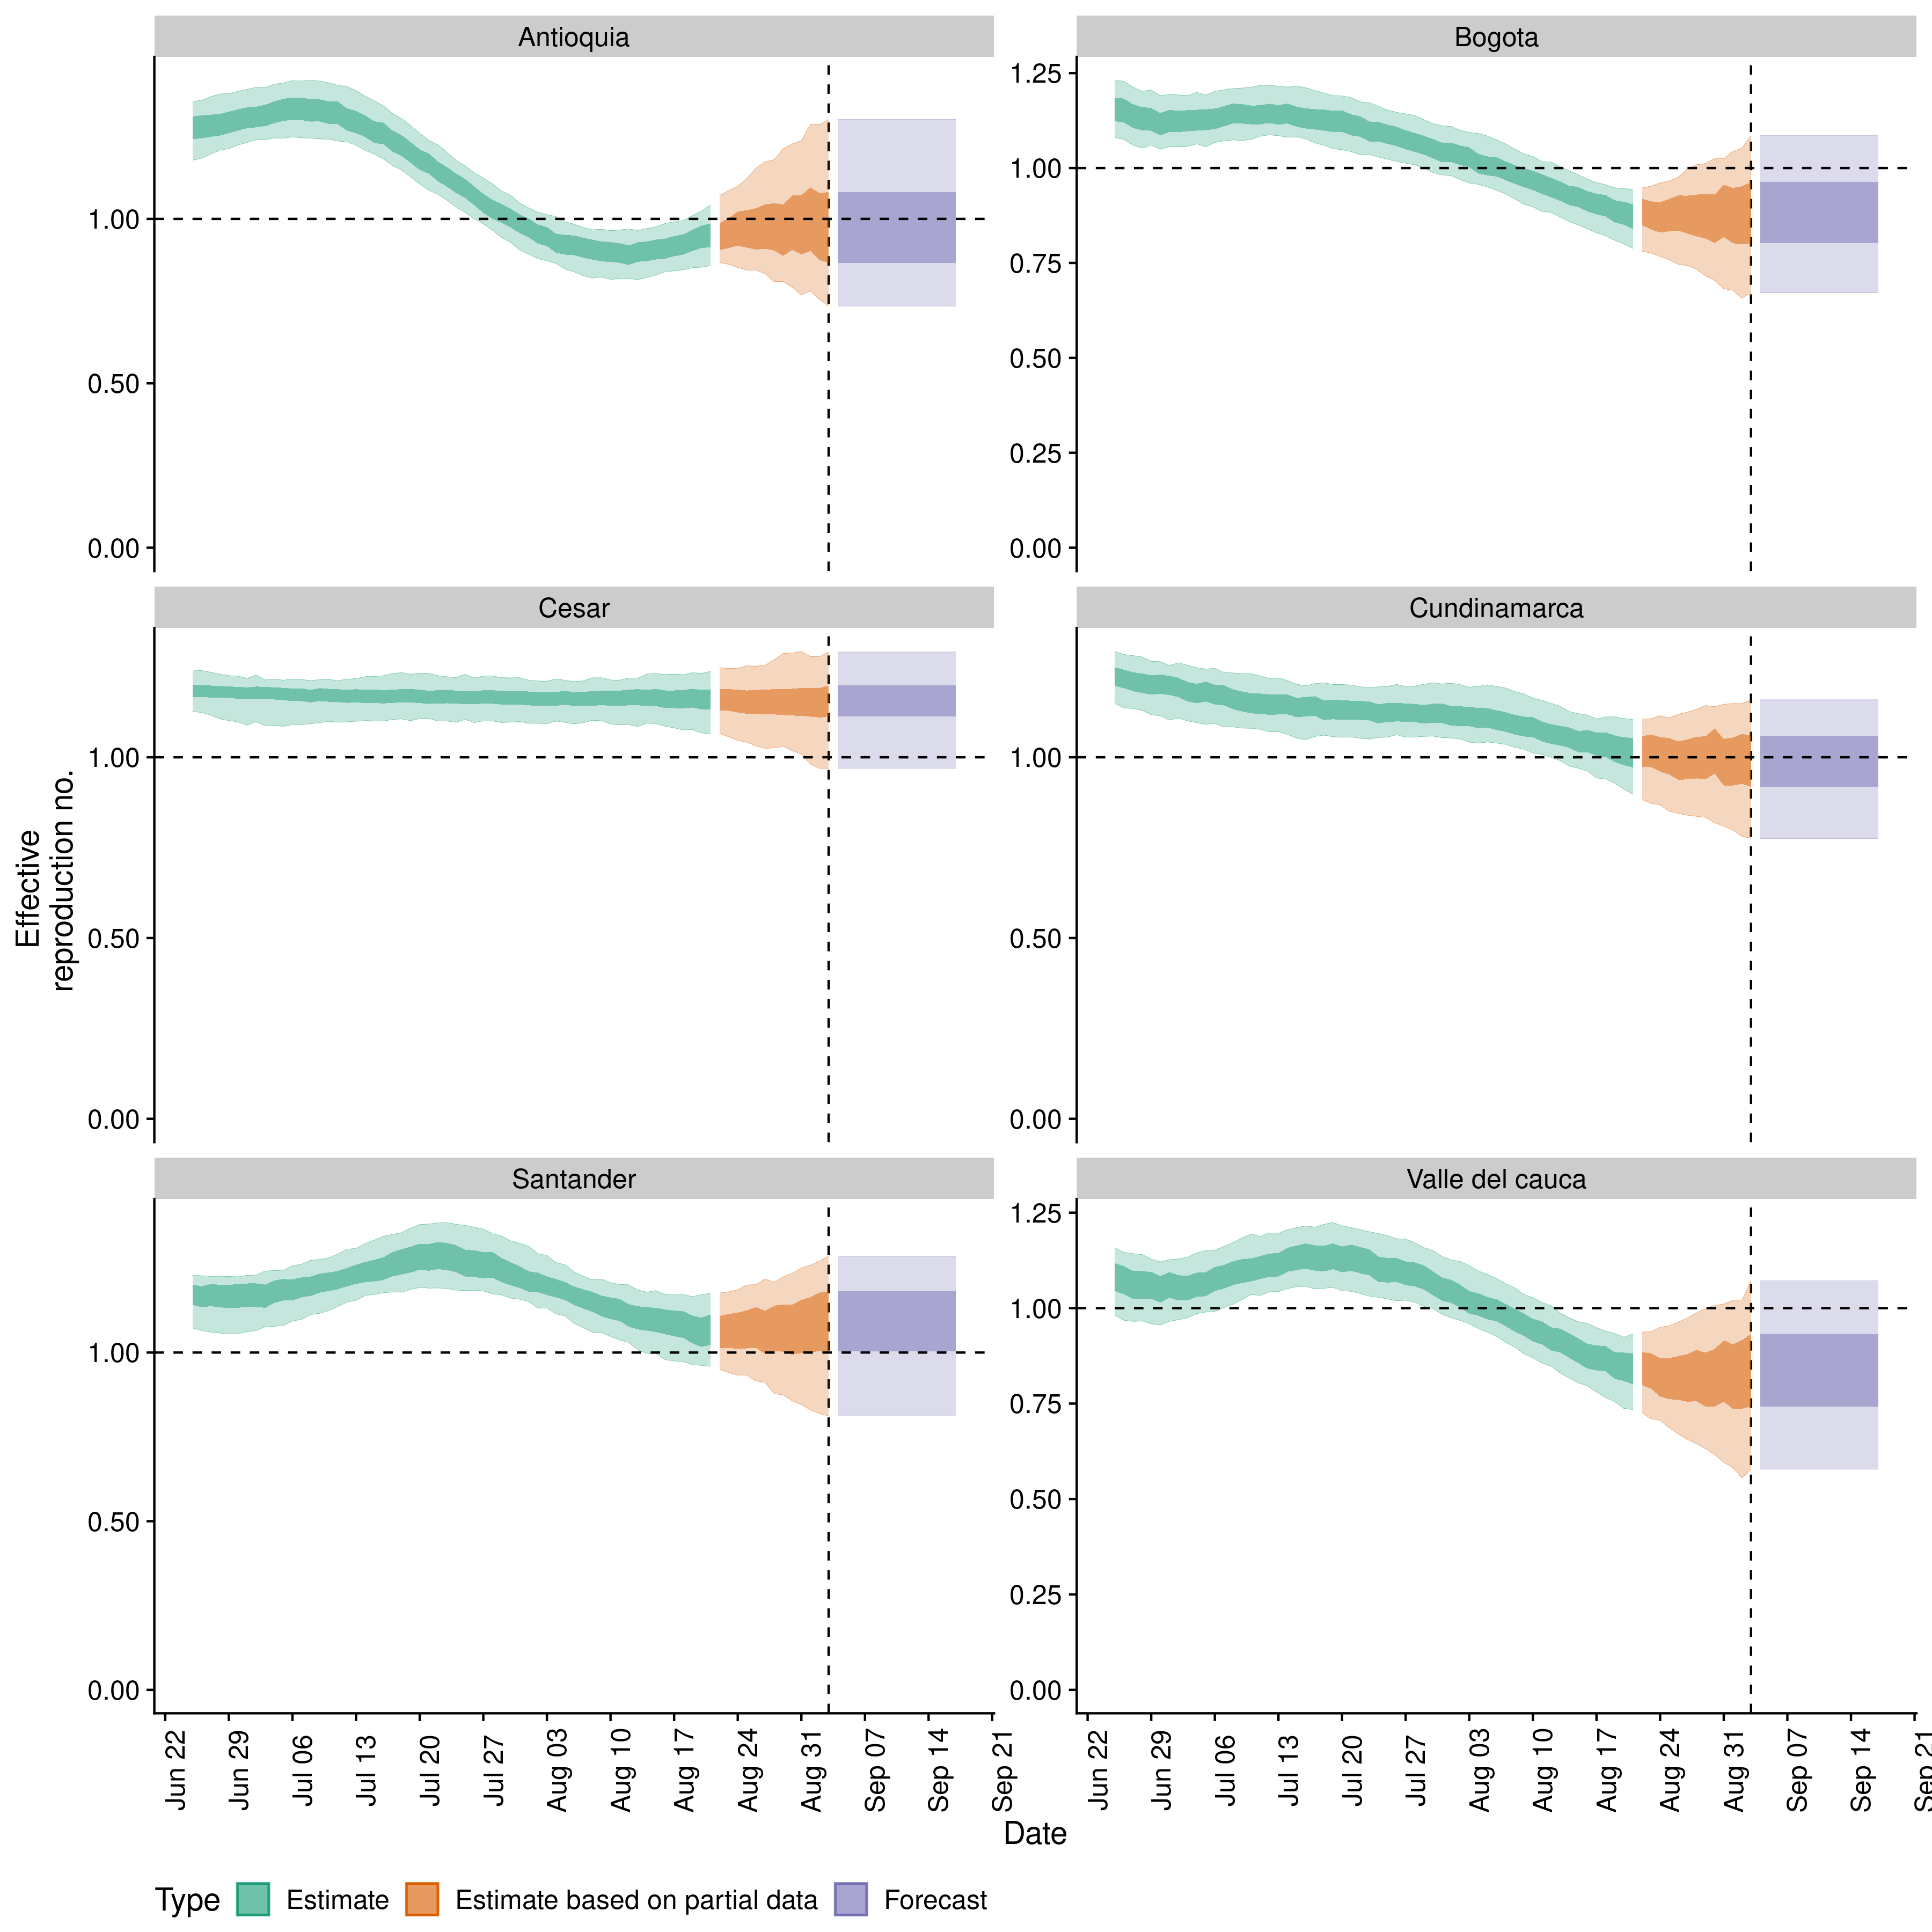 Antioquia
Bogota
1.00
0.50
0.00
1.25
1.00
0.75
0.50
0.25
0.00
Cesar
Cundinamarca
1.00
0.50
0.00
1.00
0.50
0.00
Effective
reproduction no.
Santander
Valle del cauca
1.00
0.50
0.00
1.25
1.00
0.75
0.50
0.25
0.00
Jun 22
Jun 29
Jul 06
Jul 13
Jul 20
Jul 27
Aug 03
Aug 10
Aug 17
Aug 24
Aug 31
Sep 07
Sep 14
Sep 21
Jun 22
Jun 29
Jul 06
Jul 13
Jul 20
Jul 27
Aug 03
Aug 10
Aug 17
Aug 24
Aug 31
Sep 07
Sep 14
Sep 21
Date
Type Estimate Estimate based on partial data Forecast